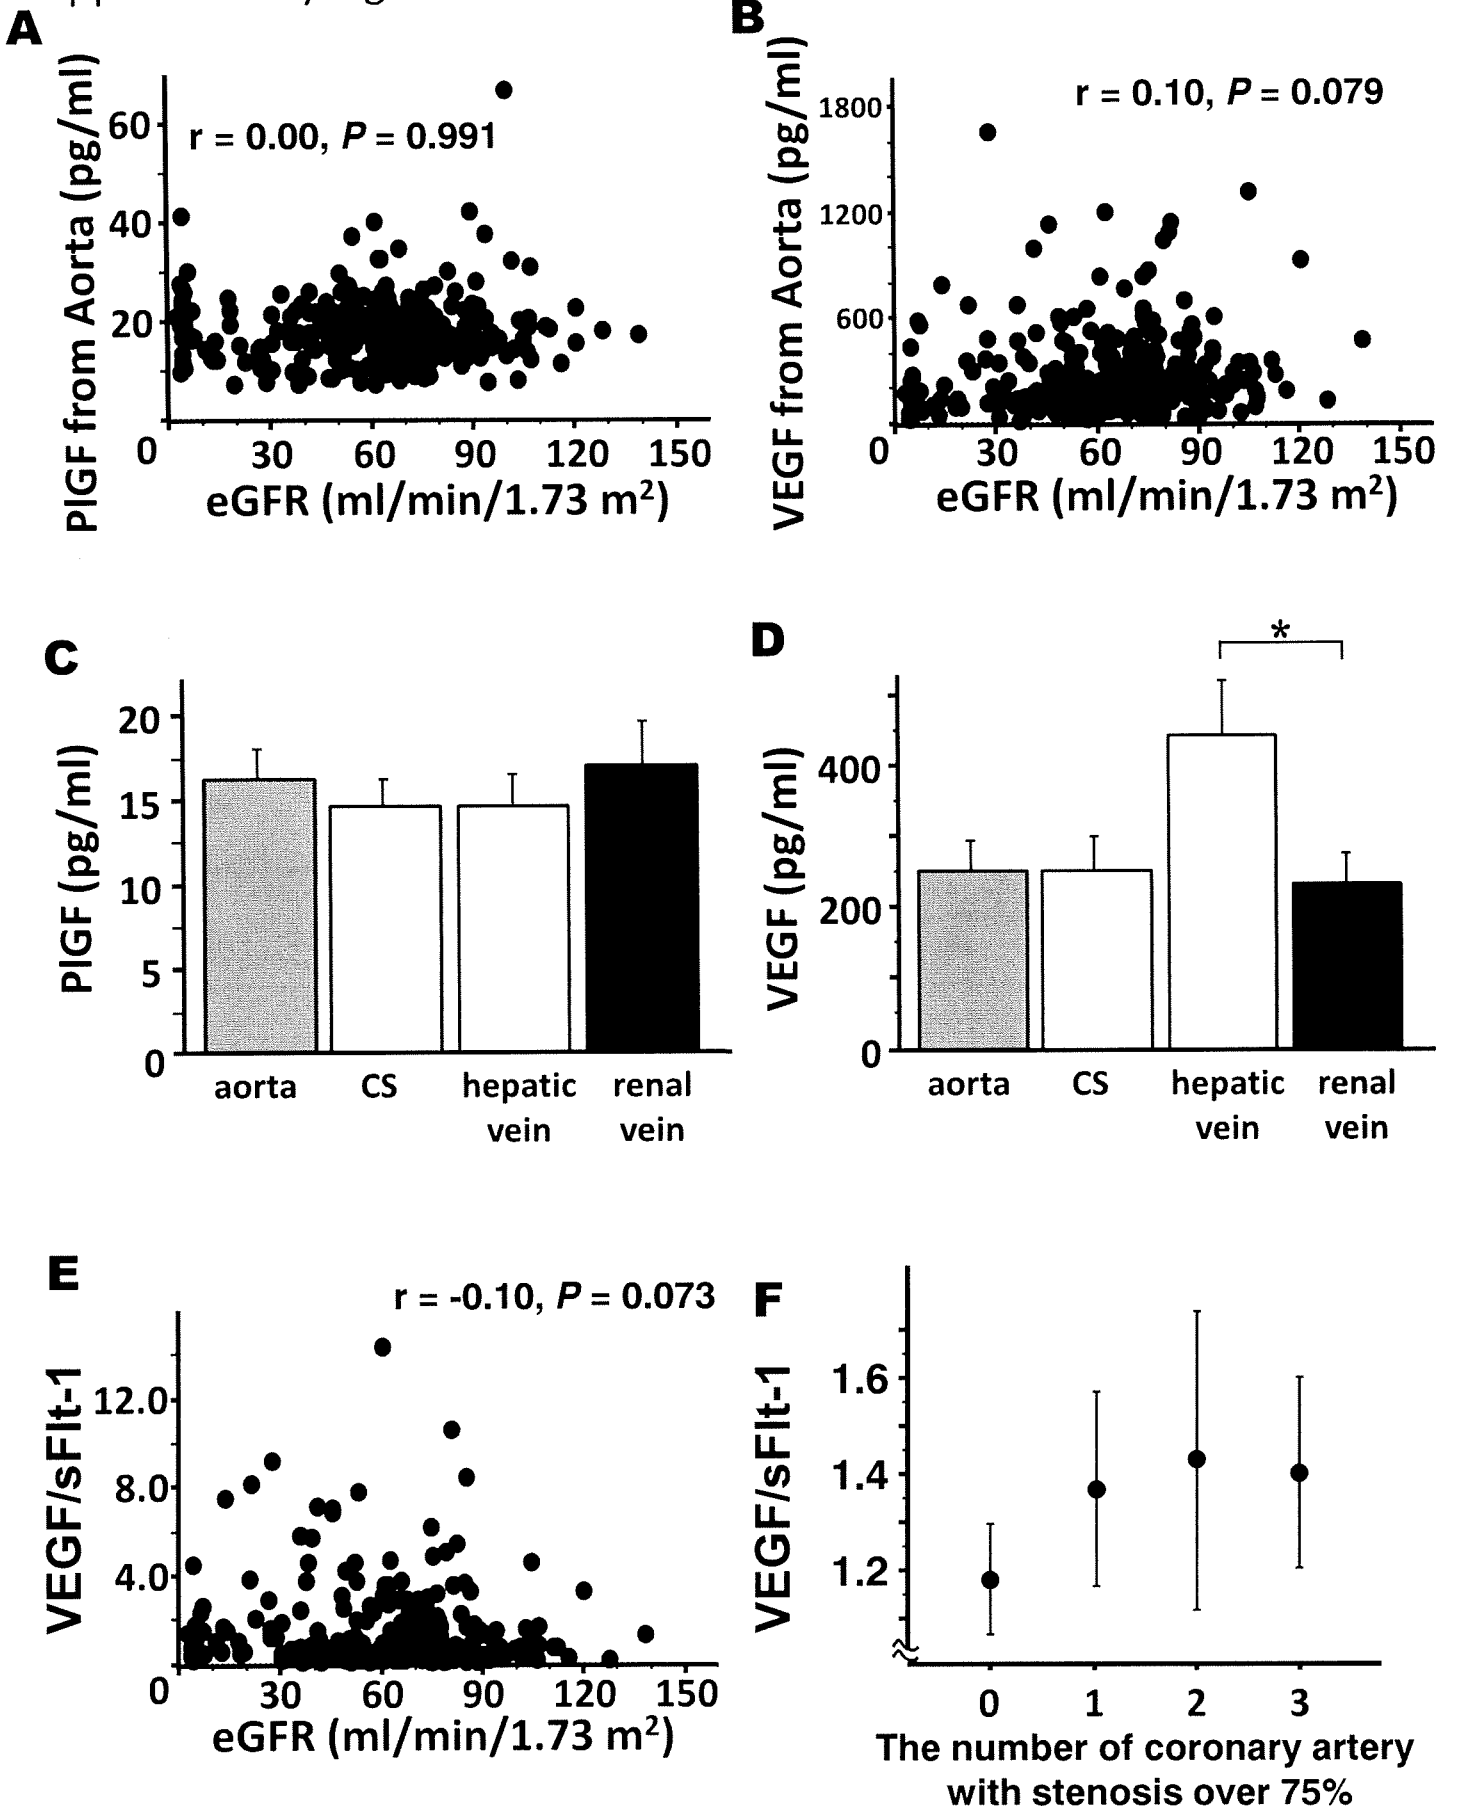 A
PlGF from Aorta (pg/ml)
60
40
20
r = 0.00, P = 0.991
0 30 60 90 120 150
eGFR (ml/min/1.73 m²)
B
VEGF from Aorta (pg/ml)
1800
1200
600
r = 0.10, P = 0.079
0 30 60 90 120 150
eGFR (ml/min/1.73 m²)
C
PlGF (pg/ml)
20
15
10
5
0
aorta CS hepatic vein renal vein
D
VEGF (pg/ml)
*
400
200
0
aorta CS hepatic vein renal vein
E
VEGF/sFlt-1
r = -0.10, P = 0.073
12.0
8.0
4.0
0 30 60 90 120 150
eGFR (ml/min/1.73 m²)
F
VEGF/sFlt-1
1.6
1.4
1.2
0 1 2 3
The number of coronary artery
with stenosis over 75%